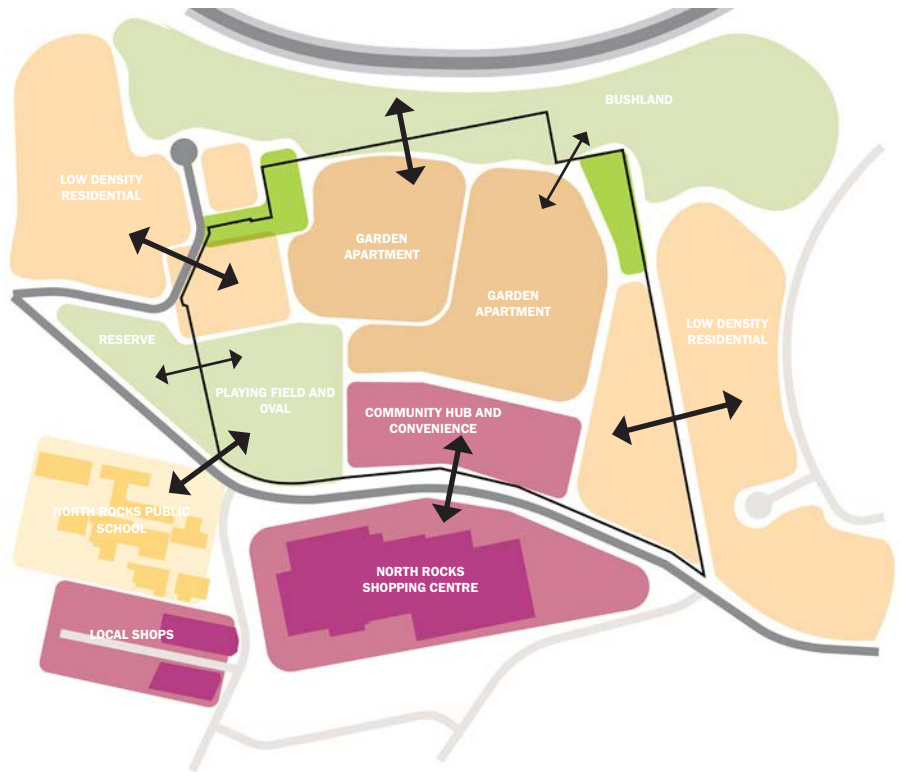 BUSHLAND
LOW DENSITY
RESIDENTIAL
GARDEN
APARTMENT
GARDEN
APARTMENT
LOW DENSITY
RESIDENTIAL
RESERVE
PLAYING FIELD AND
OVAL
COMMUNITY HUB AND
CONVENIENCE
NORTH ROCKS PUBLIC
SCHOOL
NORTH ROCKS
SHOPPING CENTRE
LOCAL SHOPS